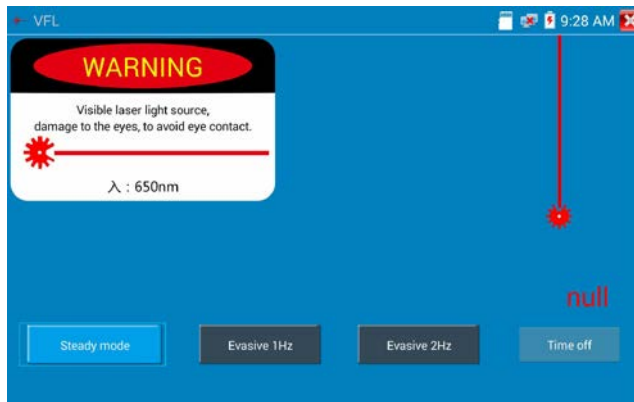 VFL
9:28 AM
WARNING
Visible laser light source,
damage to the eyes, to avoid eye contact.
入 : 650nm
null
Steady mode
Evasive 1Hz
Evasive 2Hz
Time off